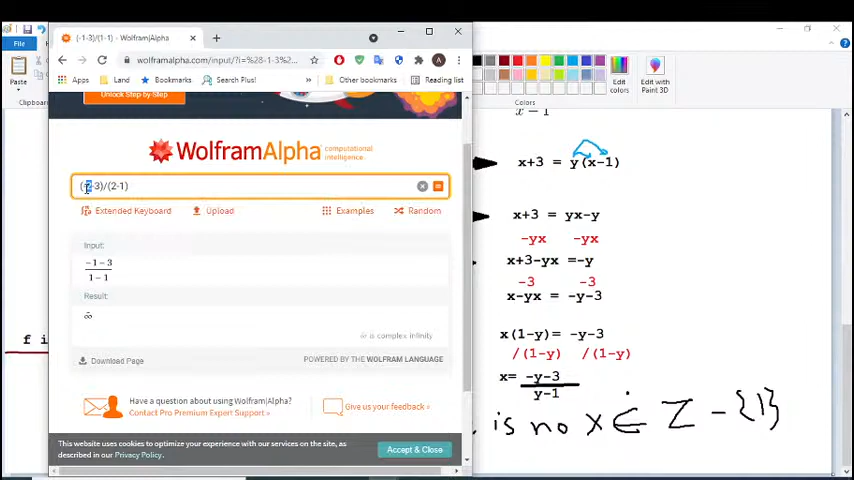 (-1-3)/(1-1) - Wolfram|Alpha
File
wolframalpha.com/input/?i=%28-1-3%2...
Apps
Land
Bookmarks
Search Plus!
»
Other bookmarks
Reading list
Paste
Clipboard
Unlock Step-by-Step
Edit
Colors
Edit with
Paint 3D
Colors
x − 1
WolframAlpha computational
intelligence.
x+3 = y(x-1)
-3)/(2-1)
Extended Keyboard
Upload
Examples
Random
x+3 = yx-y
-yx -yx
Input:
−1 − 3
1 − 1
x+3-yx =-y
-3 -3
Result:
x-yx = -y-3
∞̃
∞̃ is complex infinity
f i
x(1-y)= -y-3
/(1-y) /(1-y)
Download Page
POWERED BY THE WOLFRAM LANGUAGE
x= -y-3
y-1
Have a question about using Wolfram|Alpha?
Contact Pro Premium Expert Support »
Give us your feedback »
is no x ∈ Z - {1}
This website uses cookies to optimize your experience with our services on the site, as
described in our Privacy Policy.
Accept & Close